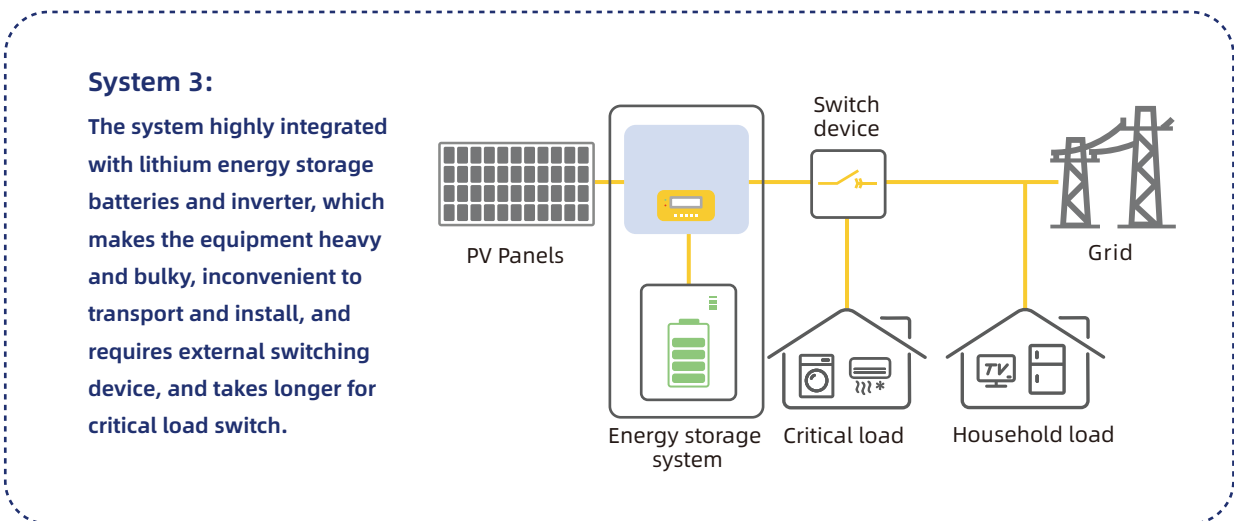 System 3:
The system highly integrated
with lithium energy storage
batteries and inverter, which
makes the equipment heavy
and bulky, inconvenient to
transport and install, and
requires external switching
device, and takes longer for
critical load switch.
Switch
device
PV Panels
Grid
TV
Energy storage
system
Critical load
Household load